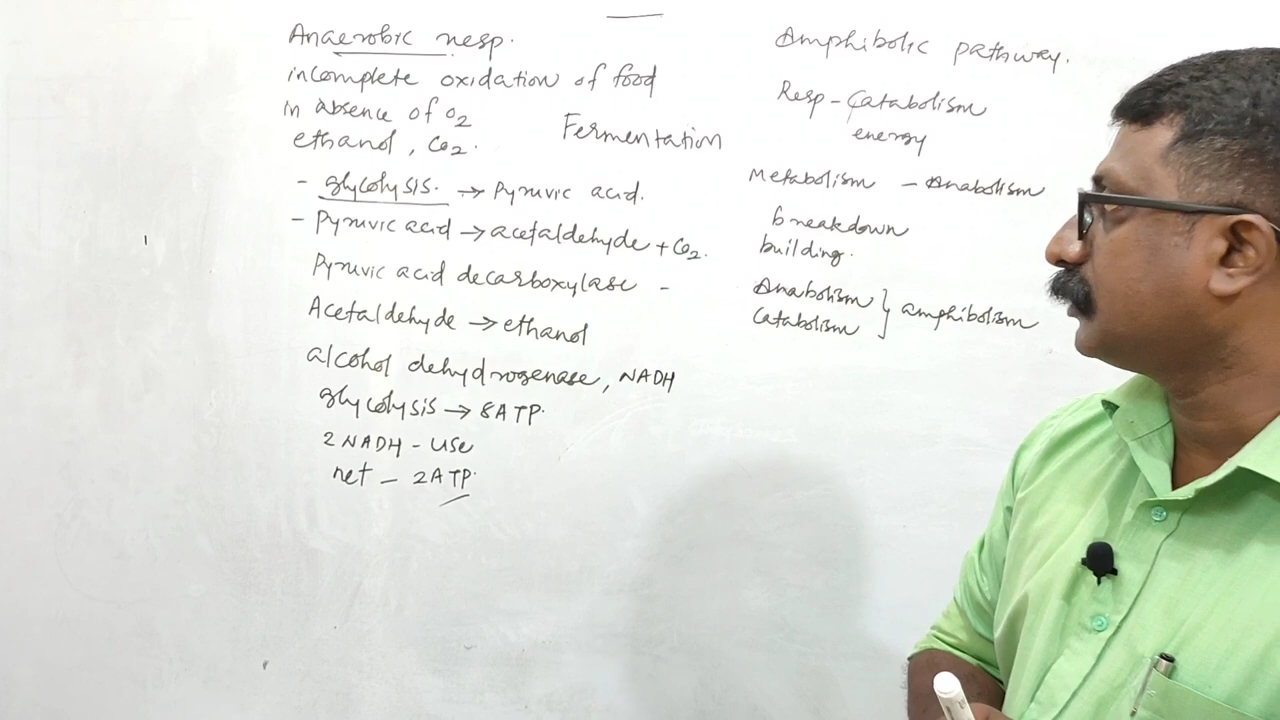 Anaerobic resp.
incomplete oxidation of food
in absence of O2
ethanol, CO2.
Fermentation
- glycolysis. → Pyruvic acid.
- Pyruvic acid → acetaldehyde + CO2.
Pyruvic acid decarboxylase -
Acetaldehyde → ethanol
alcohol dehydrogenase, NADH
glycolysis → 8ATP.
2 NADH - use
net - 2ATP.
Amphibolic pathway.
Resp - Catabolism
energy
Metabolism - Anabolism
breakdown
building.
Anabolism
Catabolism } amphibolism